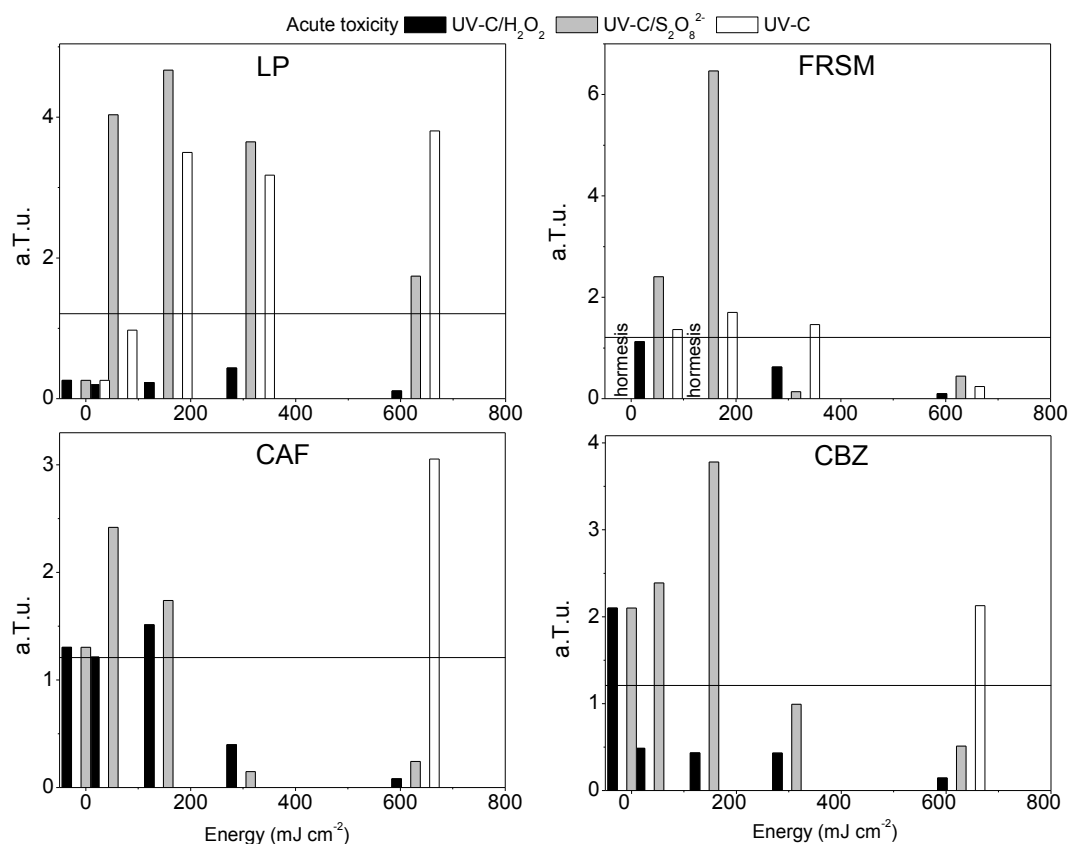 Acute toxicity UV-C/H₂O₂ UV-C/S₂O₈²⁻ UV-C
LP
a.T.u.
4
2
0
0 200 400 600 800
FRSM
a.T.u.
6
4
2
0
hormesis
hormesis
0 200 400 600 800
CAF
a.T.u.
3
2
1
0
0 200 400 600 800
Energy (mJ cm⁻²)
CBZ
a.T.u.
4
3
2
1
0
0 200 400 600 800
Energy (mJ cm⁻²)